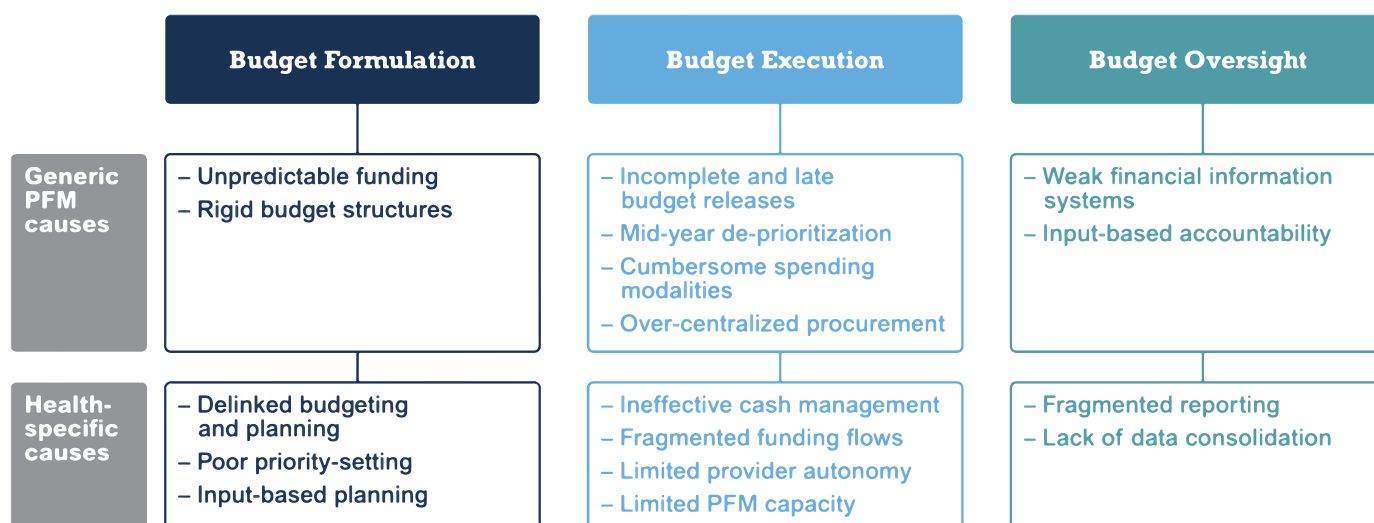 Budget Formulation
Budget Execution
Budget Oversight
Generic
PFM
causes
– Unpredictable funding
– Rigid budget structures
– Incomplete and late
budget releases
– Mid-year de-prioritization
– Cumbersome spending
modalities
– Over-centralized procurement
– Weak financial information
systems
– Input-based accountability
Health-
specific
causes
– Delinked budgeting
and planning
– Poor priority-setting
– Input-based planning
– Ineffective cash management
– Fragmented funding flows
– Limited provider autonomy
– Limited PFM capacity
– Fragmented reporting
– Lack of data consolidation